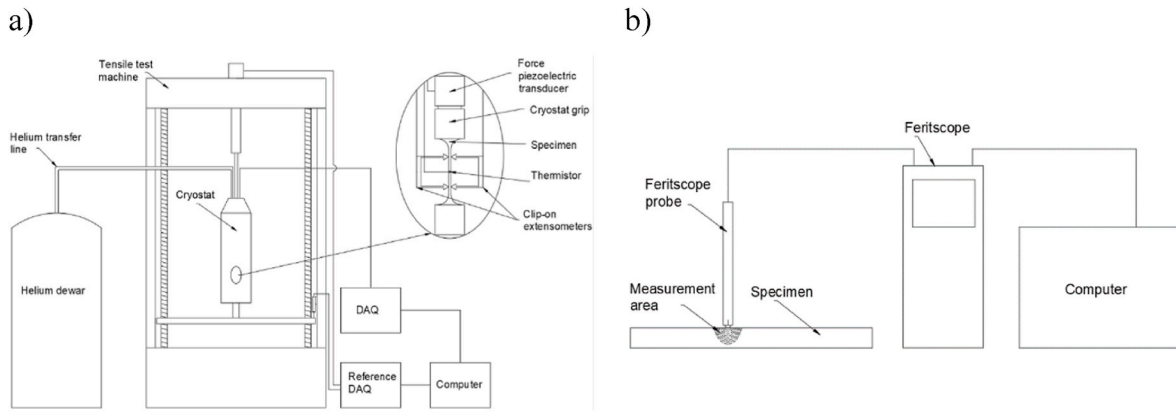 a)
Tensile test
machine
Helium transfer
line
Cryostat
Helium dewar
DAQ
Reference
DAQ
Computer
Force
piezoelectric
transducer
Cryostat grip
Specimen
Thermistor
Clip-on
extensometers
b)
Feritscope
Feritscope
probe
Measurement
area
Specimen
Computer